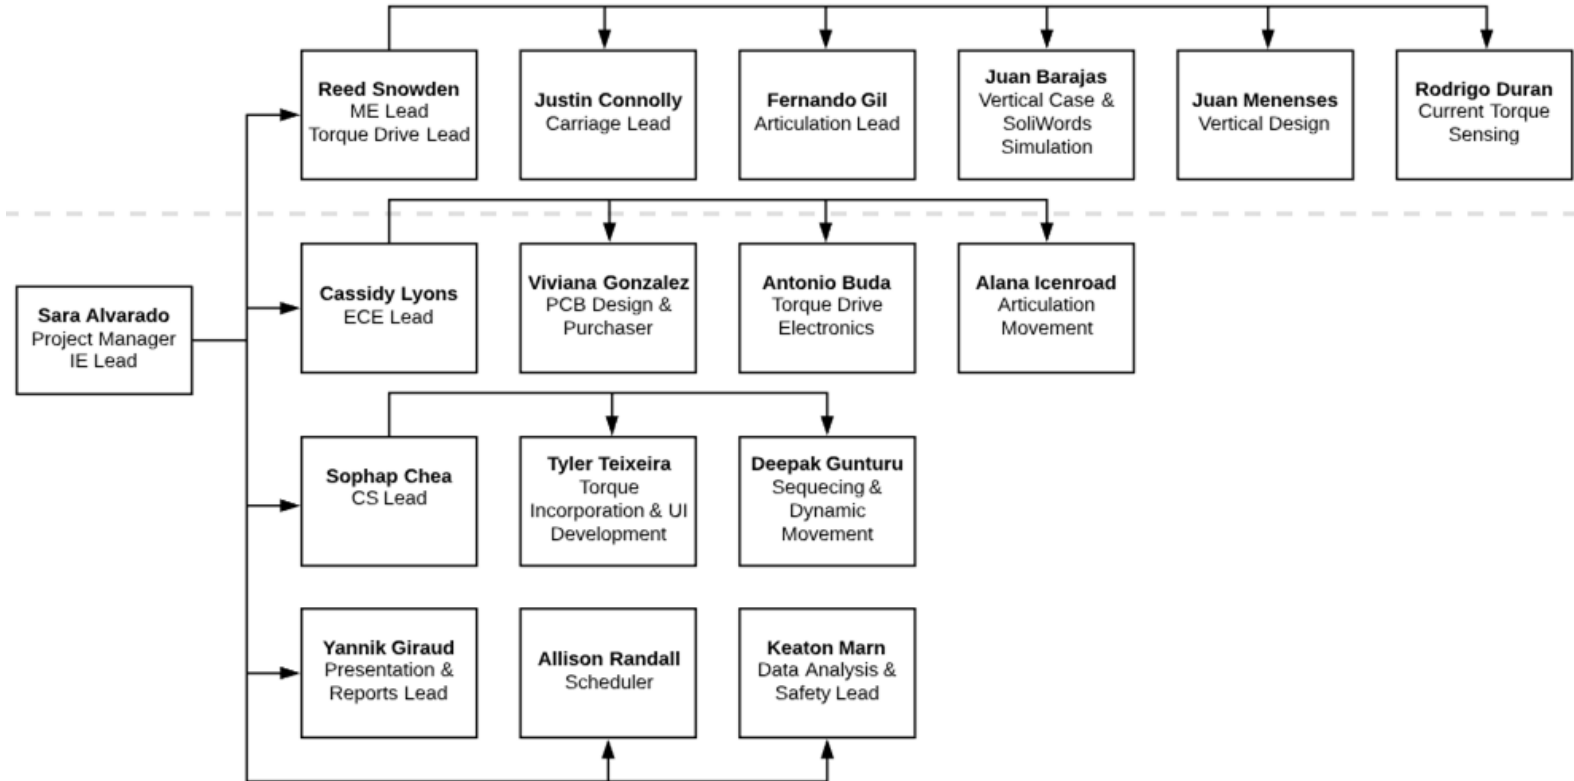 Reed Snowden
ME Lead
Torque Drive Lead
Justin Connolly
Carriage Lead
Fernando Gil
Articulation Lead
Juan Barajas
Vertical Case &
SoliWords
Simulation
Juan Menenses
Vertical Design
Rodrigo Duran
Current Torque
Sensing
Sara Alvarado
Project Manager
IE Lead
Cassidy Lyons
ECE Lead
Viviana Gonzalez
PCB Design &
Purchaser
Antonio Buda
Torque Drive
Electronics
Alana Icenroad
Articulation
Movement
Sophap Chea
CS Lead
Tyler Teixeira
Torque
Incorporation & UI
Development
Deepak Gunturu
Sequecing &
Dynamic
Movement
Yannik Giraud
Presentation &
Reports Lead
Allison Randall
Scheduler
Keaton Marn
Data Analysis &
Safety Lead